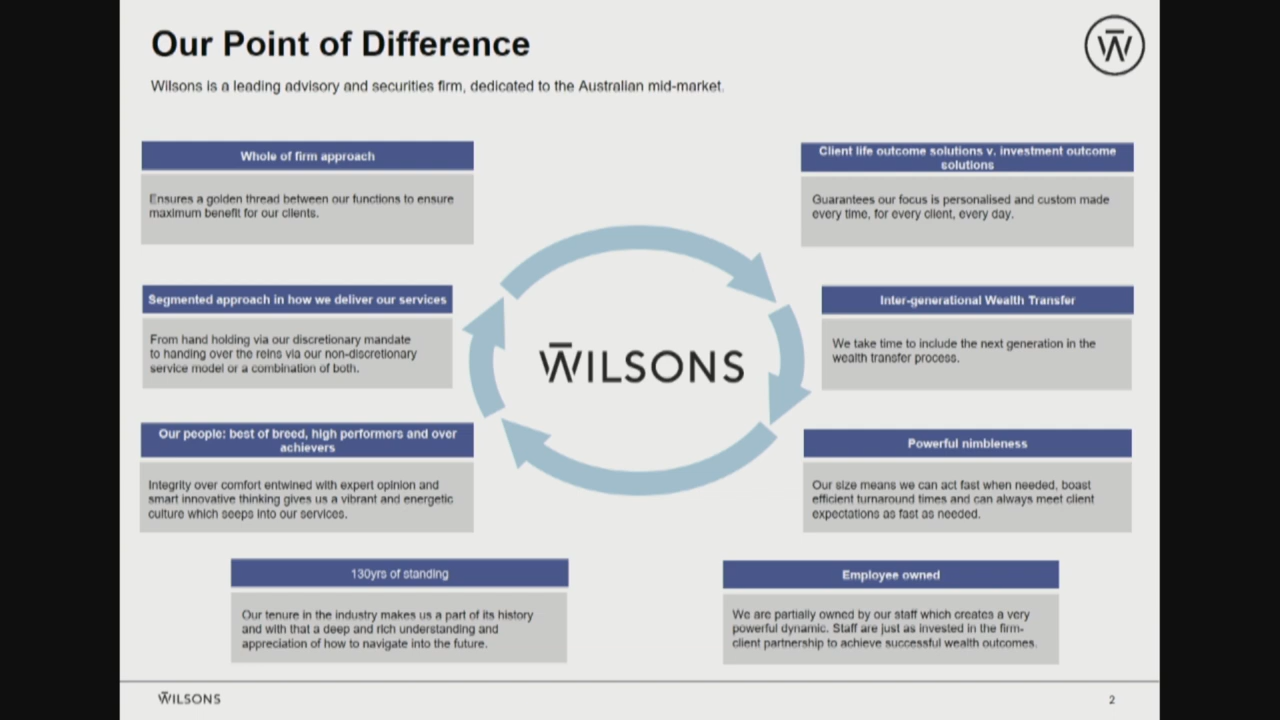 Our Point of Difference
Wilsons is a leading advisory and securities firm, dedicated to the Australian mid-market.
Whole of firm approach
Ensures a golden thread between our functions to ensure
maximum benefit for our clients.
Client life outcome solutions v. investment outcome
solutions
Guarantees our focus is personalised and custom made
every time, for every client, every day.
Segmented approach in how we deliver our services
From hand holding via our discretionary mandate
to handing over the reins via our non-discretionary
service model or a combination of both.
WILSONS
Inter-generational Wealth Transfer
We take time to include the next generation in the
wealth transfer process.
Our people: best of breed, high performers and over
achievers
Integrity over comfort entwined with expert opinion and
smart innovative thinking gives us a vibrant and energetic
culture which seeps into our services.
Powerful nimbleness
Our size means we can act fast when needed, boast
efficient turnaround times and can always meet client
expectations as fast as needed.
130yrs of standing
Our tenure in the industry makes us a part of its history
and with that a deep and rich understanding and
appreciation of how to navigate into the future.
Employee owned
We are partially owned by our staff which creates a very
powerful dynamic. Staff are just as invested in the firm-
client partnership to achieve successful wealth outcomes.
WILSONS
2